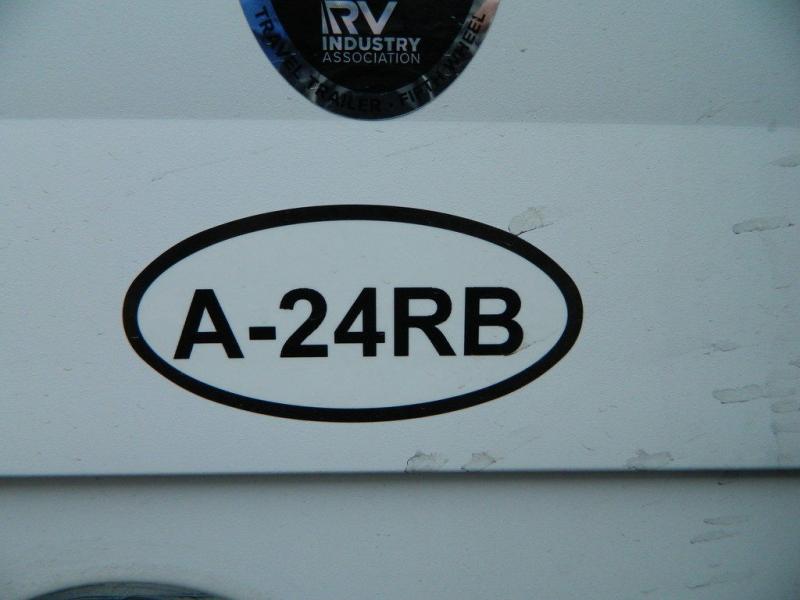 RV
INDUSTRY
ASSOCIATION
TRAVEL TRAILER · FIFTH WHEEL
A-24RB